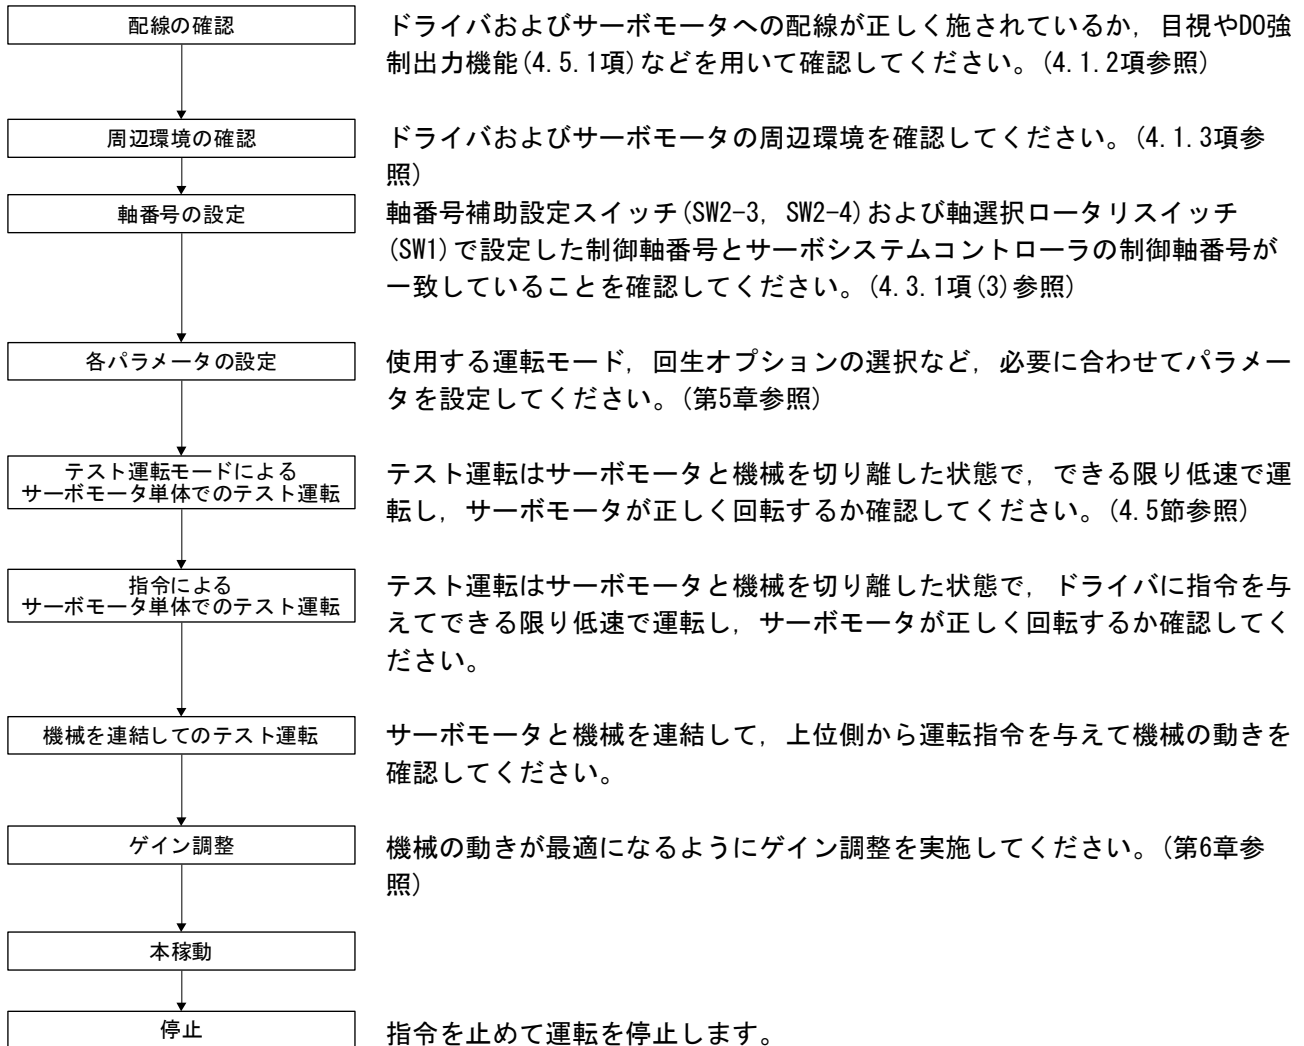 配線の確認
ドライバおよびサーボモータへの配線が正しく施されているか，目視やDO強
制出力機能(4.5.1項)などを用いて確認してください。(4.1.2項参照)
周辺環境の確認
ドライバおよびサーボモータの周辺環境を確認してください。(4.1.3項参
照)
軸番号の設定
軸番号補助設定スイッチ(SW2-3，SW2-4)および軸選択ロータリスイッチ
(SW1)で設定した制御軸番号とサーボシステムコントローラの制御軸番号が
一致していることを確認してください。(4.3.1項(3)参照)
各パラメータの設定
使用する運転モード，回生オプションの選択など，必要に合わせてパラメー
タを設定してください。(第5章参照)
テスト運転モードによる
サーボモータ単体でのテスト運転
テスト運転はサーボモータと機械を切り離した状態で，できる限り低速で運
転し，サーボモータが正しく回転するか確認してください。(4.5節参照)
指令による
サーボモータ単体でのテスト運転
テスト運転はサーボモータと機械を切り離した状態で，ドライバに指令を与
えてできる限り低速で運転し，サーボモータが正しく回転するか確認してく
ださい。
機械を連結してのテスト運転
サーボモータと機械を連結して，上位側から運転指令を与えて機械の動きを
確認してください。
ゲイン調整
機械の動きが最適になるようにゲイン調整を実施してください。(第6章参
照)
本稼動
停止
指令を止めて運転を停止します。